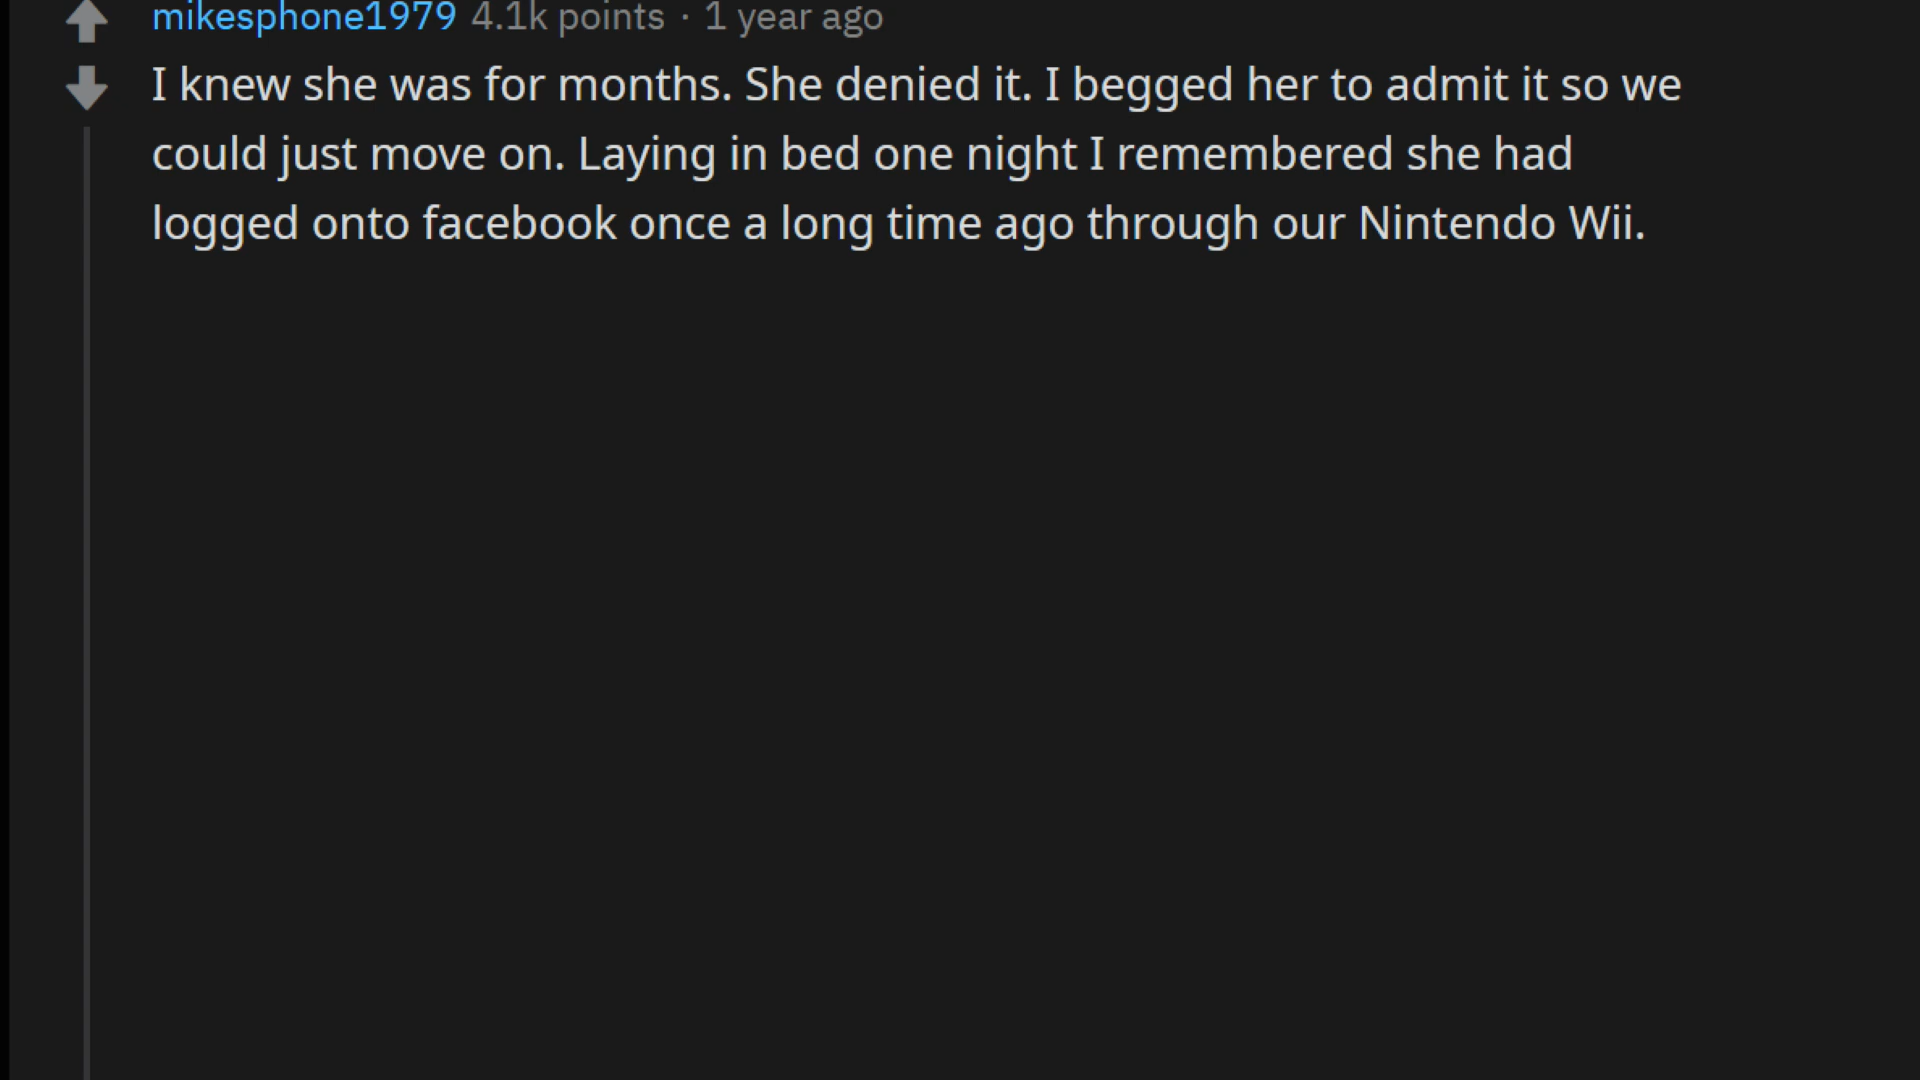 mikesphone1979 4.1k points · 1 year ago
I knew she was for months. She denied it. I begged her to admit it so we
could just move on. Laying in bed one night I remembered she had
logged onto facebook once a long time ago through our Nintendo Wii.